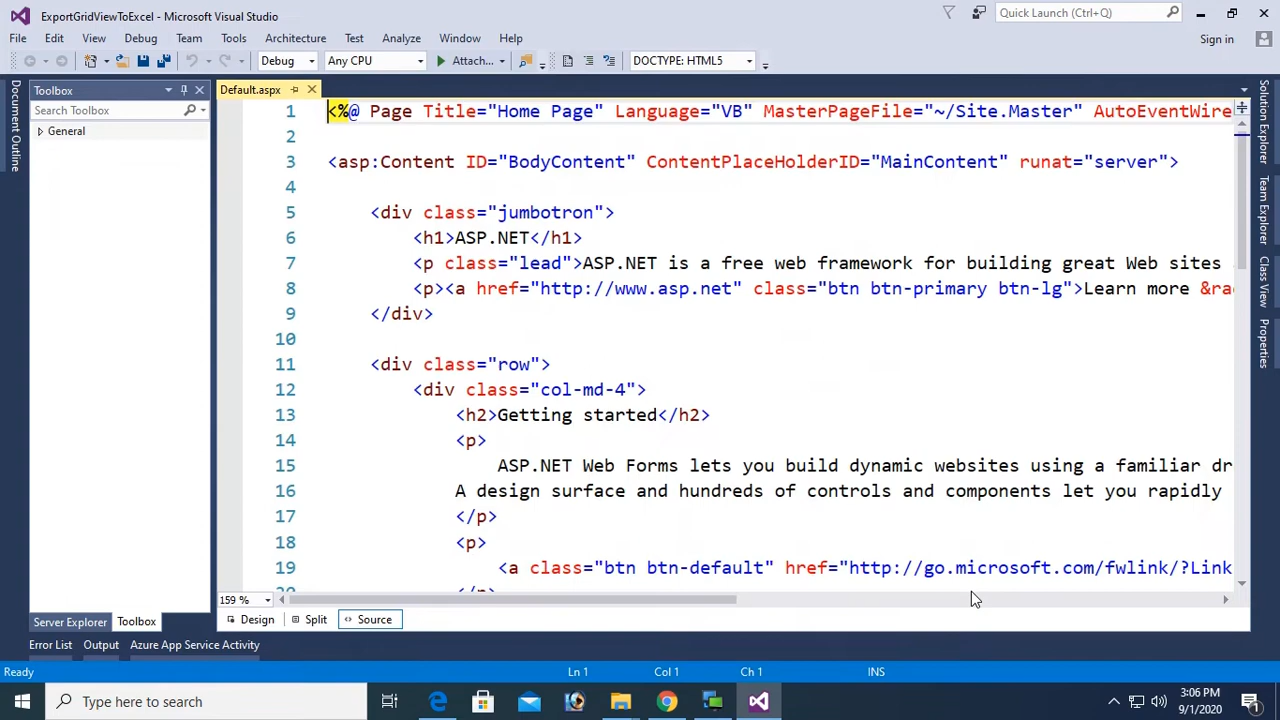 ExportGridViewToExcel - Microsoft Visual Studio
Quick Launch (Ctrl+Q)
File Edit View Debug Team Tools Architecture Test Analyze Window Help
Sign in
Debug Any CPU Attach... DOCTYPE: HTML5
Document Outline
Toolbox
Search Toolbox
General
Default.aspx
1 <%@ Page Title="Home Page" Language="VB" MasterPageFile="~/Site.Master" AutoEventWire
2
3 <asp:Content ID="BodyContent" ContentPlaceHolderID="MainContent" runat="server">
4
5 <div class="jumbotron">
6 <h1>ASP.NET</h1>
7 <p class="lead">ASP.NET is a free web framework for building great Web sites
8 <p><a href="http://www.asp.net" class="btn btn-primary btn-lg">Learn more &ra
9 </div>
10
11 <div class="row">
12 <div class="col-md-4">
13 <h2>Getting started</h2>
14 <p>
15 ASP.NET Web Forms lets you build dynamic websites using a familiar dr
16 A design surface and hundreds of controls and components let you rapidly
17 </p>
18 <p>
19 <a class="btn btn-default" href="http://go.microsoft.com/fwlink/?Link
Solution Explorer
Team Explorer
Class View
Properties
159 %
Design Split Source
Server Explorer Toolbox
Error List Output Azure App Service Activity
Ready Ln 1 Col 1 Ch 1 INS
Type here to search
3:06 PM
9/1/2020
1